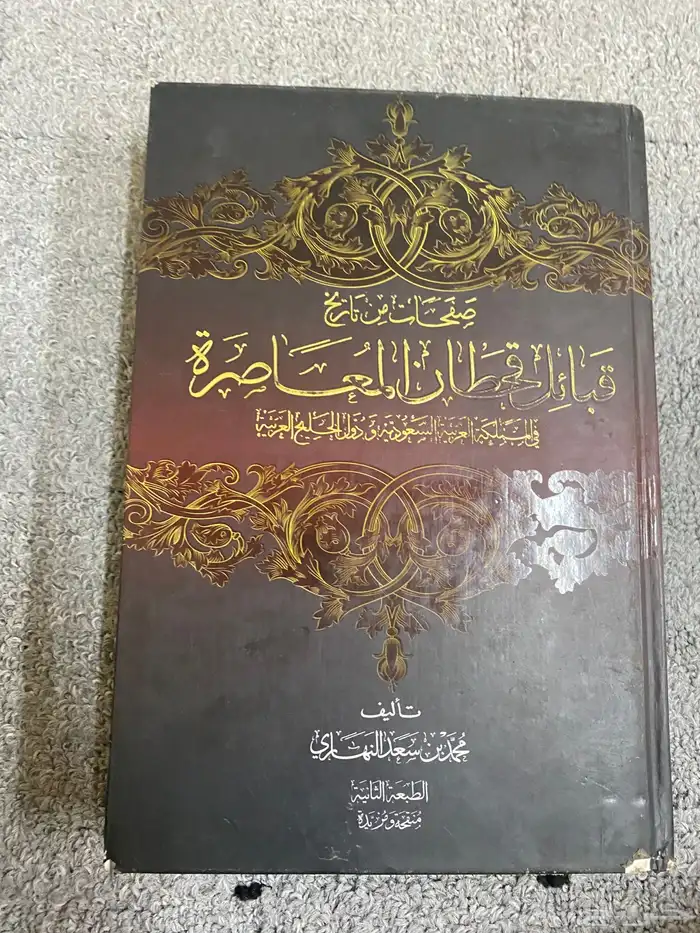 صفحات من تاريخ
قبائل قحطان المعاصرة
في المملكة العربية السعودية ودول الخليج العربية
تأليف
محمد بن سعد النهاري
الطبعة الثانية
منقحة ومزيدة